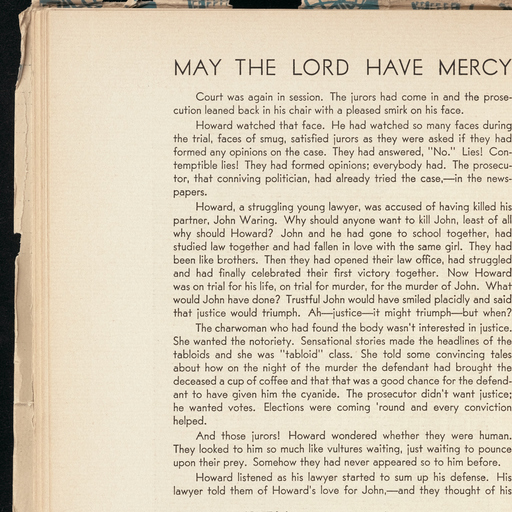 MAY THE LORD HAVE MERCY
Court was again in session. The jurors had come in and the prose-
cution leaned back in his chair with a pleased smirk on his face.
Howard watched that face. He had watched so many faces during
the trial, faces of smug, satisfied jurors as they were asked if they had
formed any opinions on the case. They had answered, "No." Lies! Con-
temptible lies! They had formed opinions; everybody had. The prosecu-
tor, that conniving politician, had already tried the case,—in the news-
papers.
Howard, a struggling young lawyer, was accused of having killed his
partner, John Waring. Why should anyone want to kill John, least of all
why should Howard? John and he had gone to school together, had
studied law together and had fallen in love with the same girl. They had
been like brothers. Then they had opened their law office, had struggled
and had finally celebrated their first victory together. Now Howard
was on trial for his life, on trial for murder, for the murder of John. What
would John have done? Trustful John would have smiled placidly and said
that justice would triumph. Ah—justice—it might triumph—but when?
The charwoman who had found the body wasn't interested in justice.
She wanted the notoriety. Sensational stories made the headlines of the
tabloids and she was "tabloid" class. She told some convincing tales
about how on the night of the murder the defendant had brought the
deceased a cup of coffee and that that was a good chance for the defend-
ant to have given him the cyanide. The prosecutor didn't want justice;
he wanted votes. Elections were coming 'round and every conviction
helped.
And those jurors! Howard wondered whether they were human.
They looked to him so much like vultures waiting, just waiting to pounce
upon their prey. Somehow they had never appeared so to him before.
Howard listened as his lawyer started to sum up his defense. His
lawyer told them of Howard's love for John,—and they thought of his